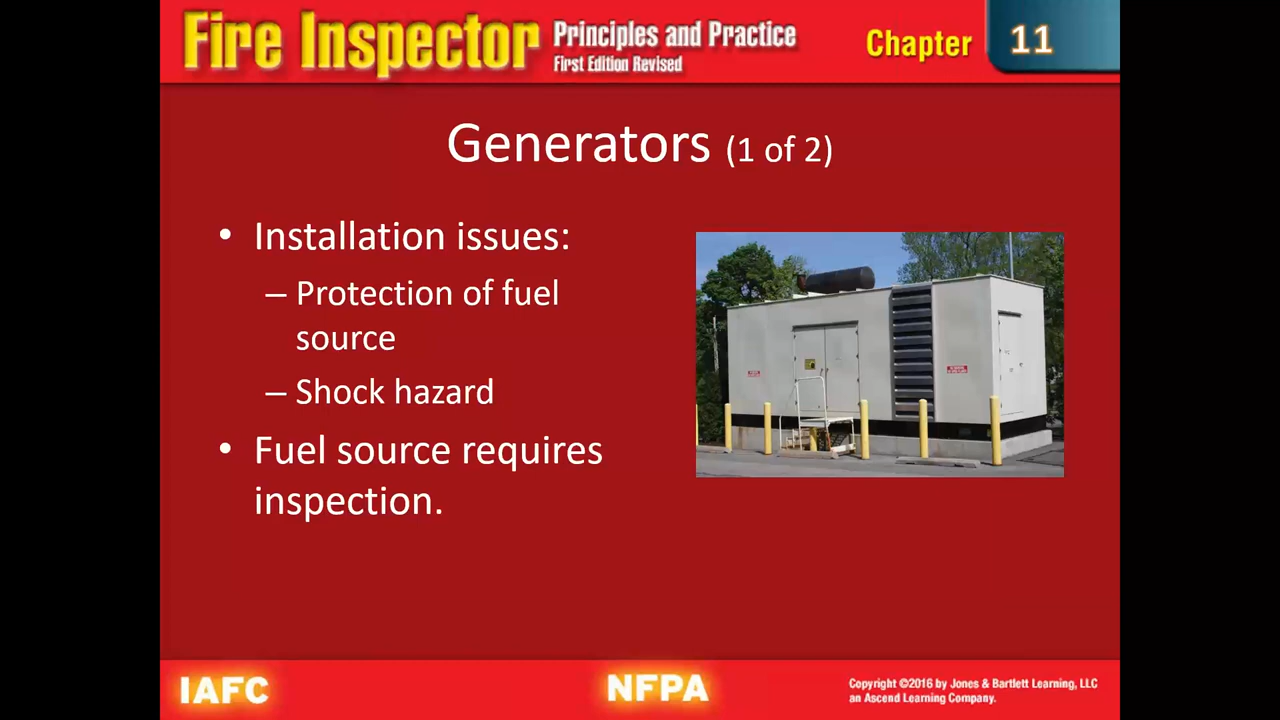 Fire Inspector
Principles and Practice
First Edition Revised
Chapter 11
Generators (1 of 2)
• Installation issues:
– Protection of fuel
source
– Shock hazard
• Fuel source requires
inspection.
IAFC
NFPA
Copyright ©2016 by Jones & Bartlett Learning, LLC
an Ascend Learning Company.